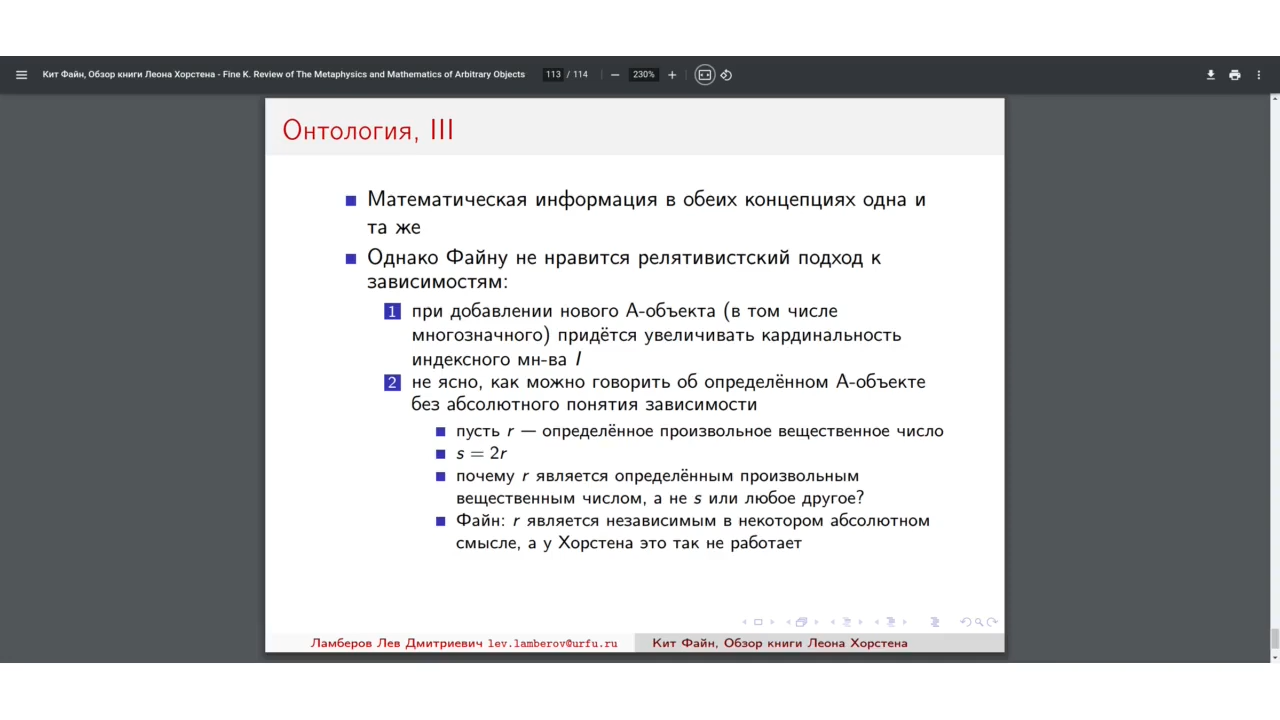 Кит Файн, Обзор книги Леона Хорстена - Fine K. Review of The Metaphysics and Mathematics of Arbitrary Objects 113 / 114 230%
Онтология, III
Математическая информация в обеих концепциях одна и
та же
Однако Файну не нравится релятивистский подход к
зависимостям:
1 при добавлении нового А-объекта (в том числе
многозначного) придётся увеличивать кардинальность
индексного мн-ва I
2 не ясно, как можно говорить об определённом А-объекте
без абсолютного понятия зависимости
пусть r — определённое произвольное вещественное число
s = 2r
почему r является определённым произвольным
вещественным числом, а не s или любое другое?
Файн: r является независимым в некотором абсолютном
смысле, а у Хорстена это так не работает
Ламберов Лев Дмитриевич lev.lamberov@urfu.ru Кит Файн, Обзор книги Леона Хорстена